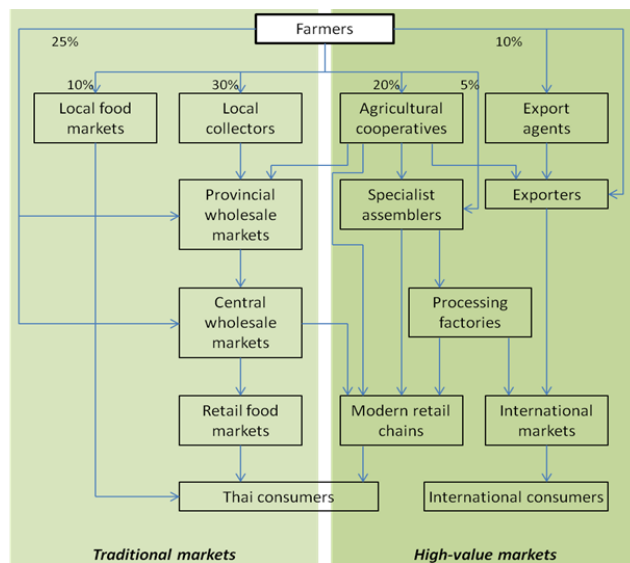 Farmers
25%
10%
10%
30%
20%
5%
Local food
markets
Local
collectors
Agricultural
cooperatives
Export
agents
Provincial
wholesale
markets
Specialist
assemblers
Exporters
Central
wholesale
markets
Processing
factories
Retail food
markets
Modern retail
chains
International
markets
Thai consumers
International consumers
Traditional markets
High-value markets